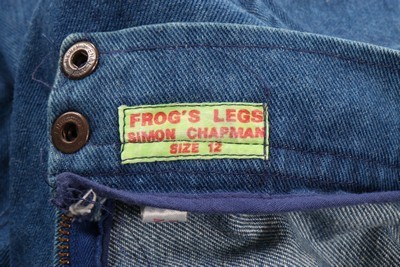 FROG'S LEGS
SIMON CHAPMAN
SIZE 12